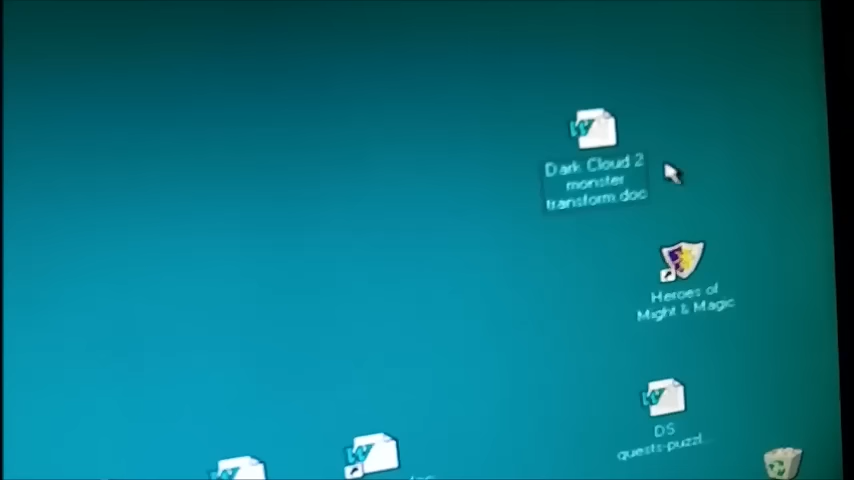 Dark Cloud 2
monster
transform.doc
Heroes of
Might & Magic
DS
quests-puzzl...